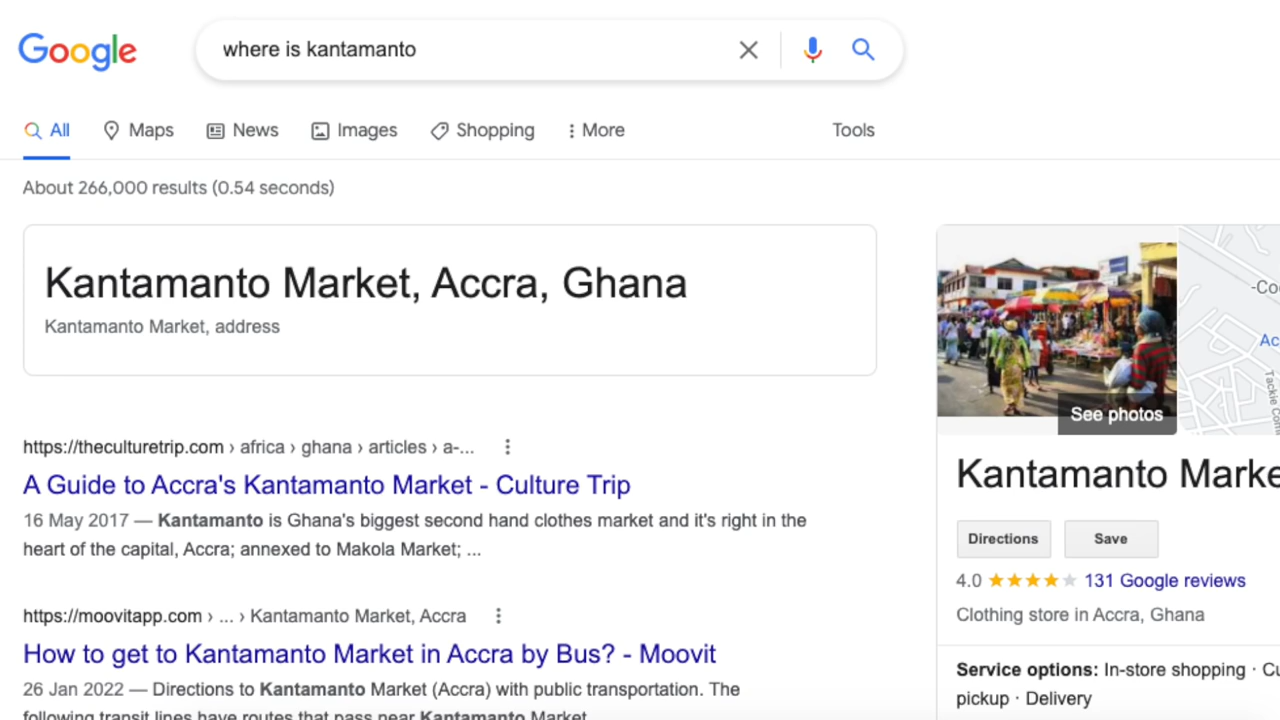 Google
where is kantamanto
All Maps News Images Shopping More Tools
About 266,000 results (0.54 seconds)
Kantamanto Market, Accra, Ghana
Kantamanto Market, address
https://theculturetrip.com › africa › ghana › articles › a-...
A Guide to Accra's Kantamanto Market - Culture Trip
16 May 2017 — Kantamanto is Ghana's biggest second hand clothes market and it's right in the
heart of the capital, Accra; annexed to Makola Market; ...
https://moovitapp.com › ... › Kantamanto Market, Accra
How to get to Kantamanto Market in Accra by Bus? - Moovit
26 Jan 2022 — Directions to Kantamanto Market (Accra) with public transportation. The
following transit lines have routes that pass near Kantamanto Market
See photos
-Co
Ac
Tackie
Kantamanto Marke
Directions Save
4.0 131 Google reviews
Clothing store in Accra, Ghana
Service options: In-store shopping · Cu
pickup · Delivery